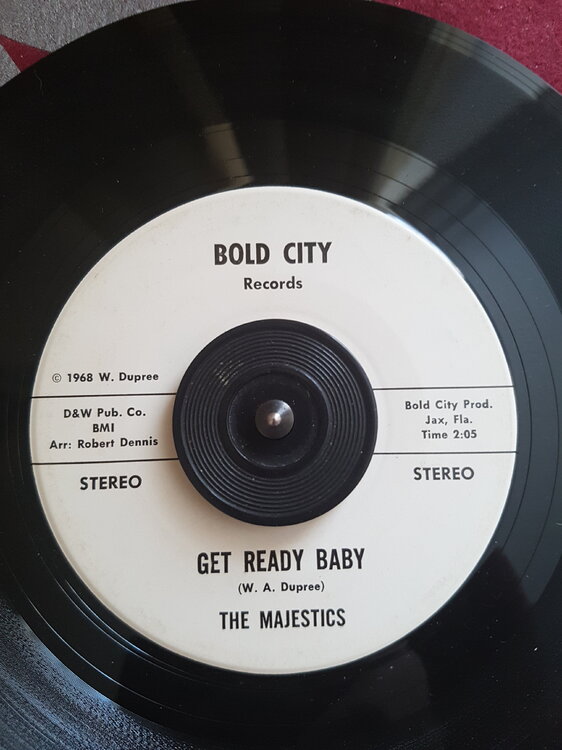 BOLD CITY
Records
© 1968 W. Dupree
D&W Pub. Co.
BMI
Arr: Robert Dennis
STEREO
Bold City Prod.
Jax, Fla.
Time 2:05
STEREO
GET READY BABY
(W. A. Dupree)
THE MAJESTICS